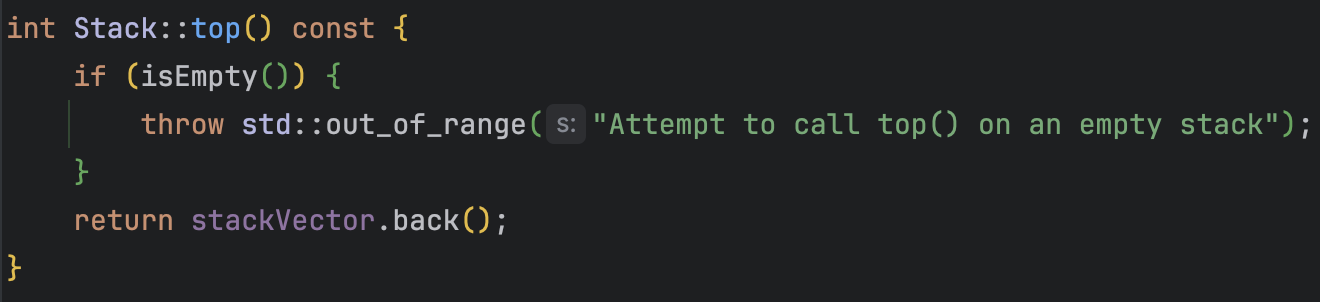 int Stack::top() const {
    if (isEmpty()) {
        throw std::out_of_range( s: "Attempt to call top() on an empty stack");
    }
    return stackVector.back();
}